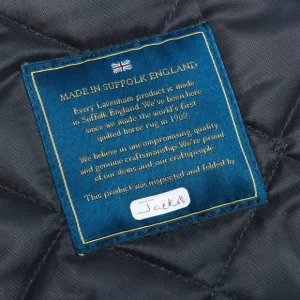 MADE IN SUFFOLK ENGLAND
Every Lavenham product is made
in Suffolk England. We've been here
since we made the world's first
quilted horse rug in 1969.
We believe in uncompromising quality
and genuine craftsmanship. We're proud
of our items and our craftspeople.
This product was inspected and folded by
Jackie